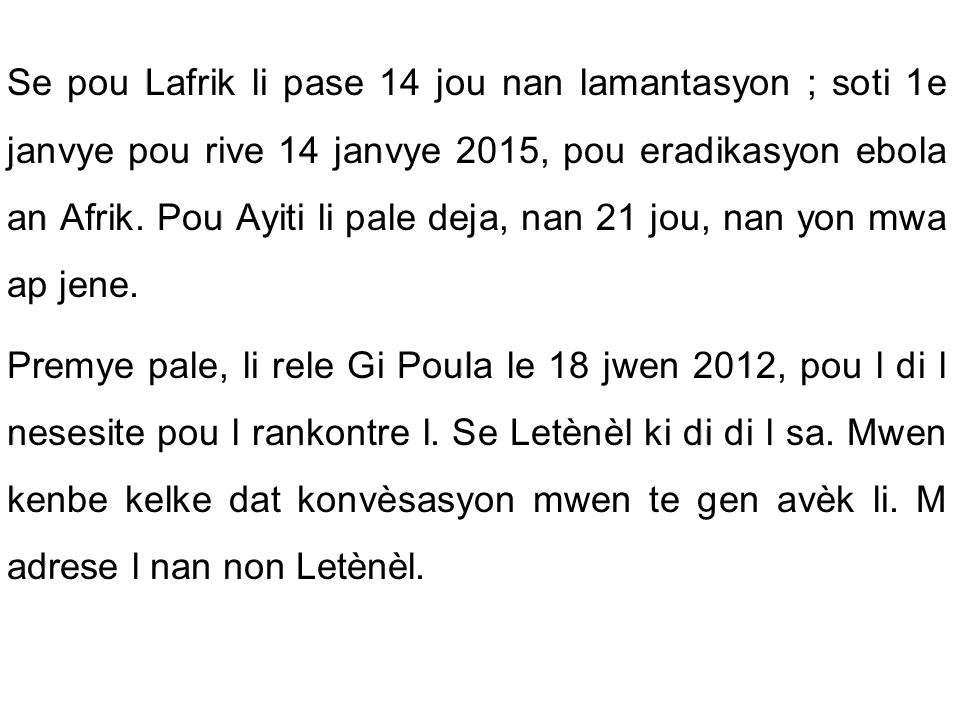 Se pou Lafrik li pase 14 jou nan lamantasyon ; soti 1e
janvye pou rive 14 janvye 2015, pou eradikasyon ebola
an Afrik. Pou Ayiti li pale deja, nan 21 jou, nan yon mwa
ap jene.
Premye pale, li rele Gi Poula le 18 jwen 2012, pou l di l
nesesite pou l rankontre l. Se Letènèl ki di di l sa. Mwen
kenbe kelke dat konvèsasyon mwen te gen avèk li. M
adrese l nan non Letènèl.